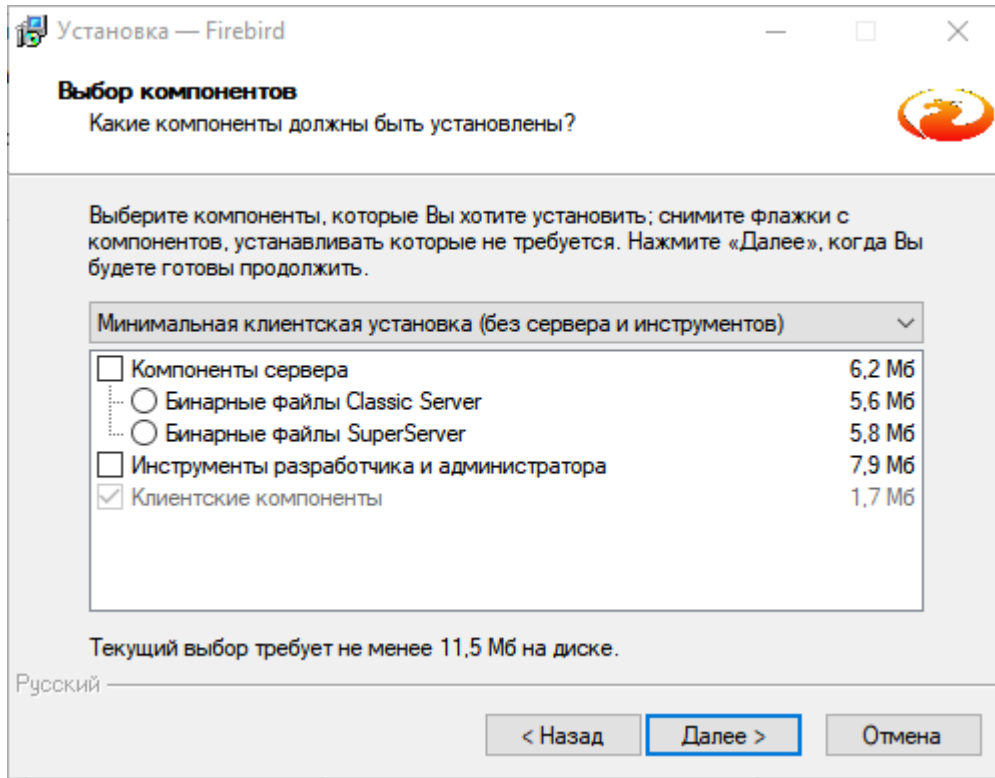 Установка — Firebird
Выбор компонентов
Какие компоненты должны быть установлены?
Выберите компоненты, которые Вы хотите установить; снимите флажки с
компонентов, устанавливать которые не требуется. Нажмите «Далее», когда Вы
будете готовы продолжить.
Минимальная клиентская установка (без сервера и инструментов)
Компоненты сервера 6,2 Мб
Бинарные файлы Classic Server 5,6 Мб
Бинарные файлы SuperServer 5,8 Мб
Инструменты разработчика и администратора 7,9 Мб
Клиентские компоненты 1,7 Мб
Текущий выбор требует не менее 11,5 Мб на диске.
Русский
< Назад Далее > Отмена